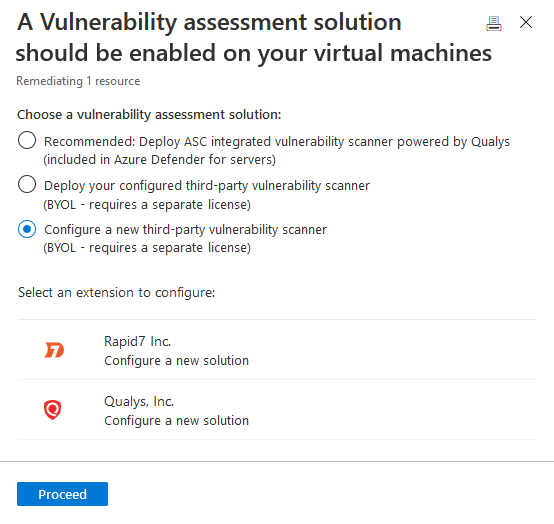 A Vulnerability assessment solution
should be enabled on your virtual machines
Remediating 1 resource
Choose a vulnerability assessment solution:
Recommended: Deploy ASC integrated vulnerability scanner powered by Qualys
(included in Azure Defender for servers)
Deploy your configured third-party vulnerability scanner
(BYOL - requires a separate license)
Configure a new third-party vulnerability scanner
(BYOL - requires a separate license)
Select an extension to configure:
Rapid7 Inc.
Configure a new solution
Qualys, Inc.
Configure a new solution
Proceed